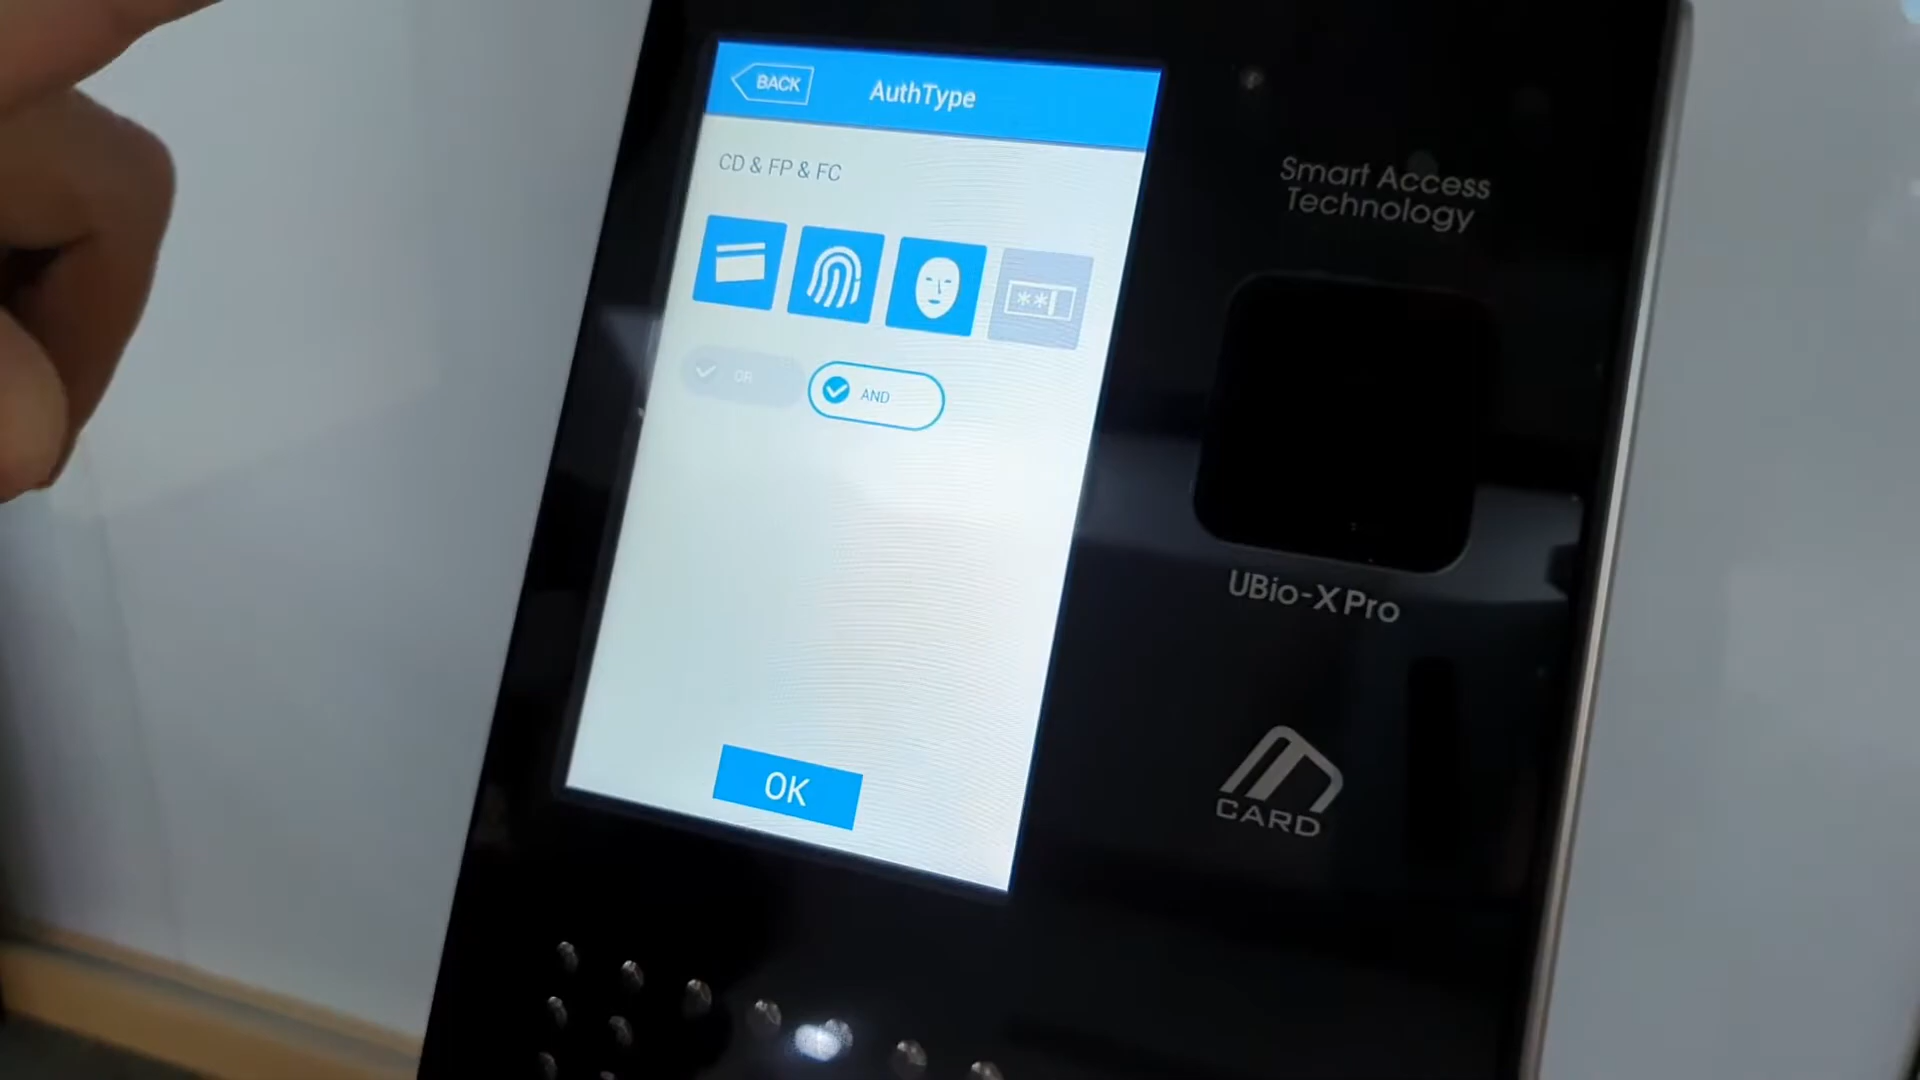 BACK
AuthType
CD & FP & FC
**
OR
AND
OK
Smart Access
Technology
UBio-X Pro
CARD